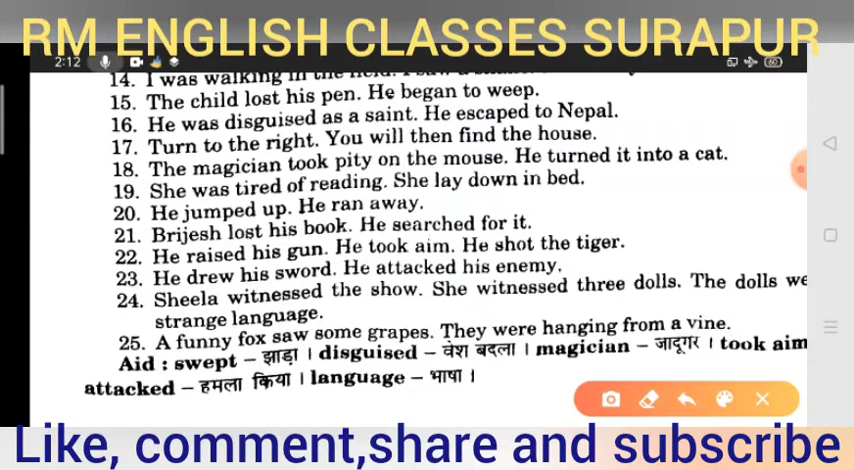 RM ENGLISH CLASSES SURAPUR
2:12
60
14. I was walking in the field. I saw a
15. The child lost his pen. He began to weep.
16. He was disguised as a saint. He escaped to Nepal.
17. Turn to the right. You will then find the house.
18. The magician took pity on the mouse. He turned it into a cat.
19. She was tired of reading. She lay down in bed.
20. He jumped up. He ran away.
21. Brijesh lost his book. He searched for it.
22. He raised his gun. He took aim. He shot the tiger.
23. He drew his sword. He attacked his enemy.
24. Sheela witnessed the show. She witnessed three dolls. The dolls we
strange language.
25. A funny fox saw some grapes. They were hanging from a vine.
Aid : swept – झाड़ा । disguised – वेश बदला । magician – जादूगर । took aim
attacked – हमला किया । language – भाषा ।
Like, comment,share and subscribe